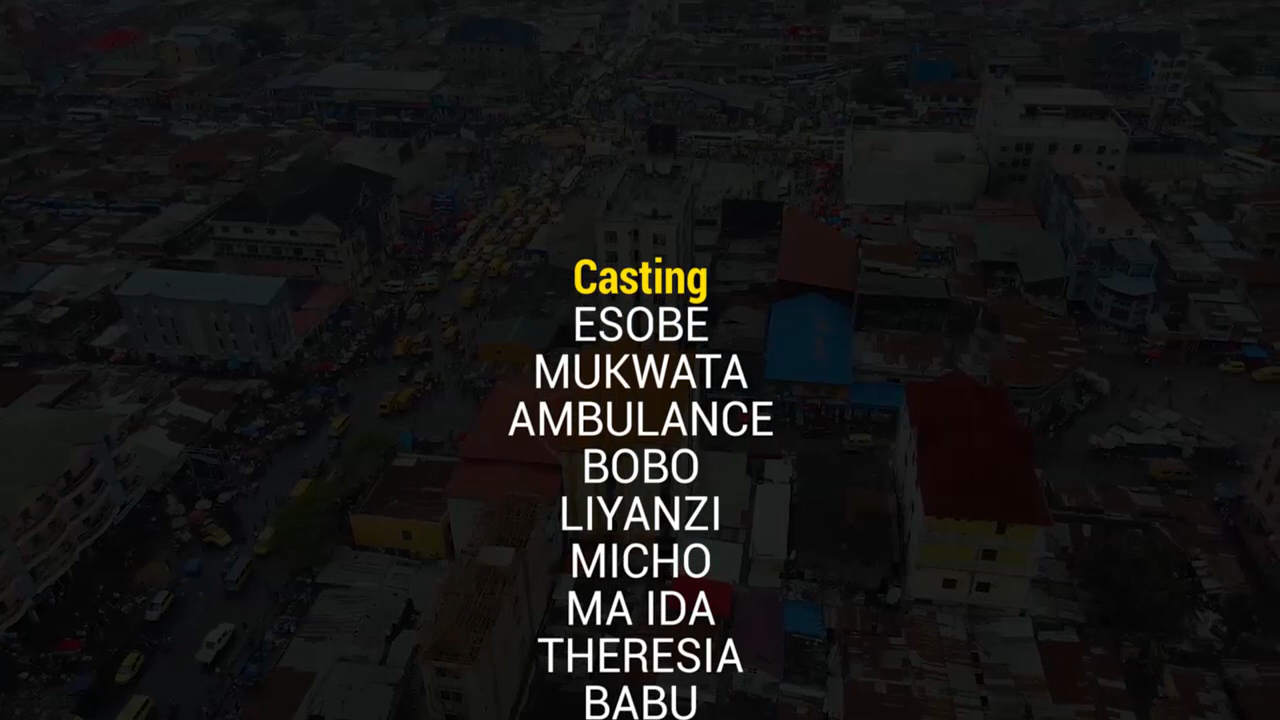 Casting
ESOBE
MUKWATA
AMBULANCE
BOBO
LIYANZI
MICHO
MA IDA
THERESIA
BABU